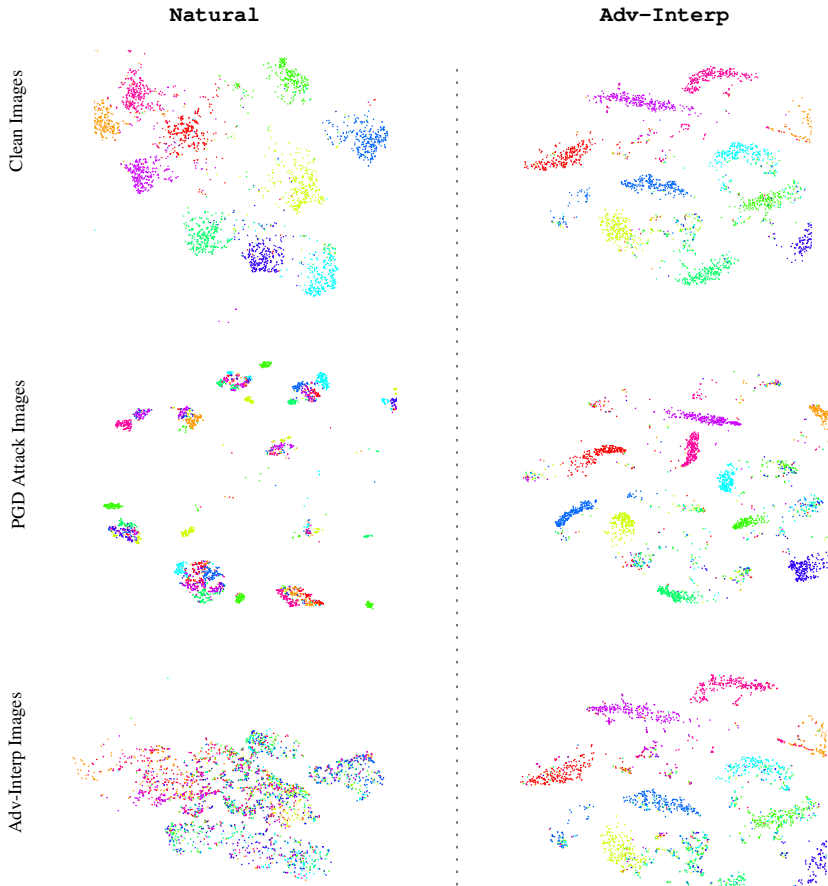 Natural
Adv-Interp
Clean Images
PGD Attack Images
Adv-Interp Images